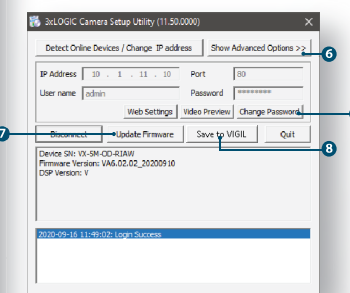 3xLOGIC Camera Setup Utility (11.50.0000)
Detect Online Devices / Change IP address
Show Advanced Options >>
6
IP Address 10 . 1 . 11 . 10 Port 80
User name admin Password ********
Web Settings Video Preview Change Password
7
Disconnect Update Firmware Save to VIGIL Quit
8
Device SN: VX-5M-OD-RIAW
Firmware Version: VA6.02.02_20200910
DSP Version: V
2020-09-16 11:49:02: Login Success